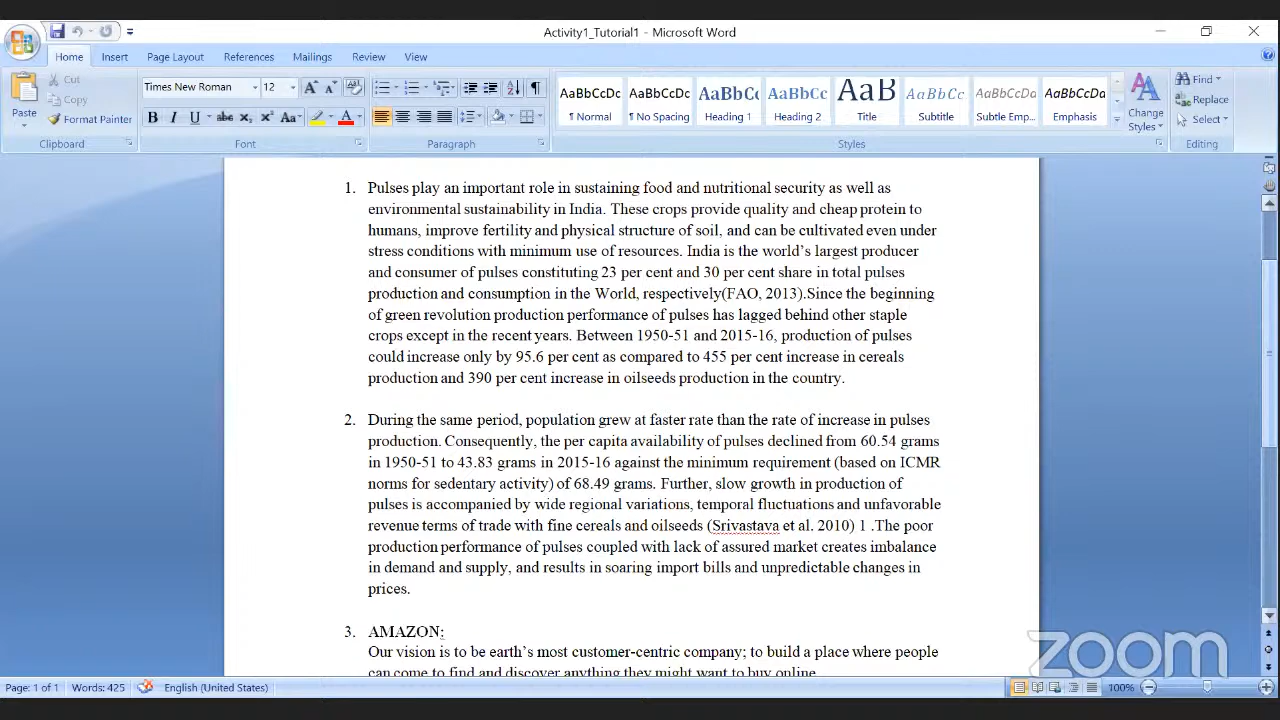 Activity1_Tutorial1 - Microsoft Word
Home Insert Page Layout References Mailings Review View
Paste
Cut
Copy
Format Painter
Clipboard
Times New Roman 12
Font
Paragraph
AaBbCcDc AaBbCcDc AaBbCc AaBbCc AaB AaBbCc AaBbCcDa AaBbCcDa
¶ Normal ¶ No Spacing Heading 1 Heading 2 Title Subtitle Subtle Emp... Emphasis
Change Styles
Styles
Find
Replace
Select
Editing
1. Pulses play an important role in sustaining food and nutritional security as well as
environmental sustainability in India. These crops provide quality and cheap protein to
humans, improve fertility and physical structure of soil, and can be cultivated even under
stress conditions with minimum use of resources. India is the world’s largest producer
and consumer of pulses constituting 23 per cent and 30 per cent share in total pulses
production and consumption in the World, respectively(FAO, 2013).Since the beginning
of green revolution production performance of pulses has lagged behind other staple
crops except in the recent years. Between 1950-51 and 2015-16, production of pulses
could increase only by 95.6 per cent as compared to 455 per cent increase in cereals
production and 390 per cent increase in oilseeds production in the country.
2. During the same period, population grew at faster rate than the rate of increase in pulses
production. Consequently, the per capita availability of pulses declined from 60.54 grams
in 1950-51 to 43.83 grams in 2015-16 against the minimum requirement (based on ICMR
norms for sedentary activity) of 68.49 grams. Further, slow growth in production of
pulses is accompanied by wide regional variations, temporal fluctuations and unfavorable
revenue terms of trade with fine cereals and oilseeds (Srivastava et al. 2010) 1 .The poor
production performance of pulses coupled with lack of assured market creates imbalance
in demand and supply, and results in soaring import bills and unpredictable changes in
prices.
3. AMAZON:
Our vision is to be earth’s most customer-centric company; to build a place where people
can come to find and discover anything they might want to buy online
zoom
Page: 1 of 1 Words: 425 English (United States) 100%